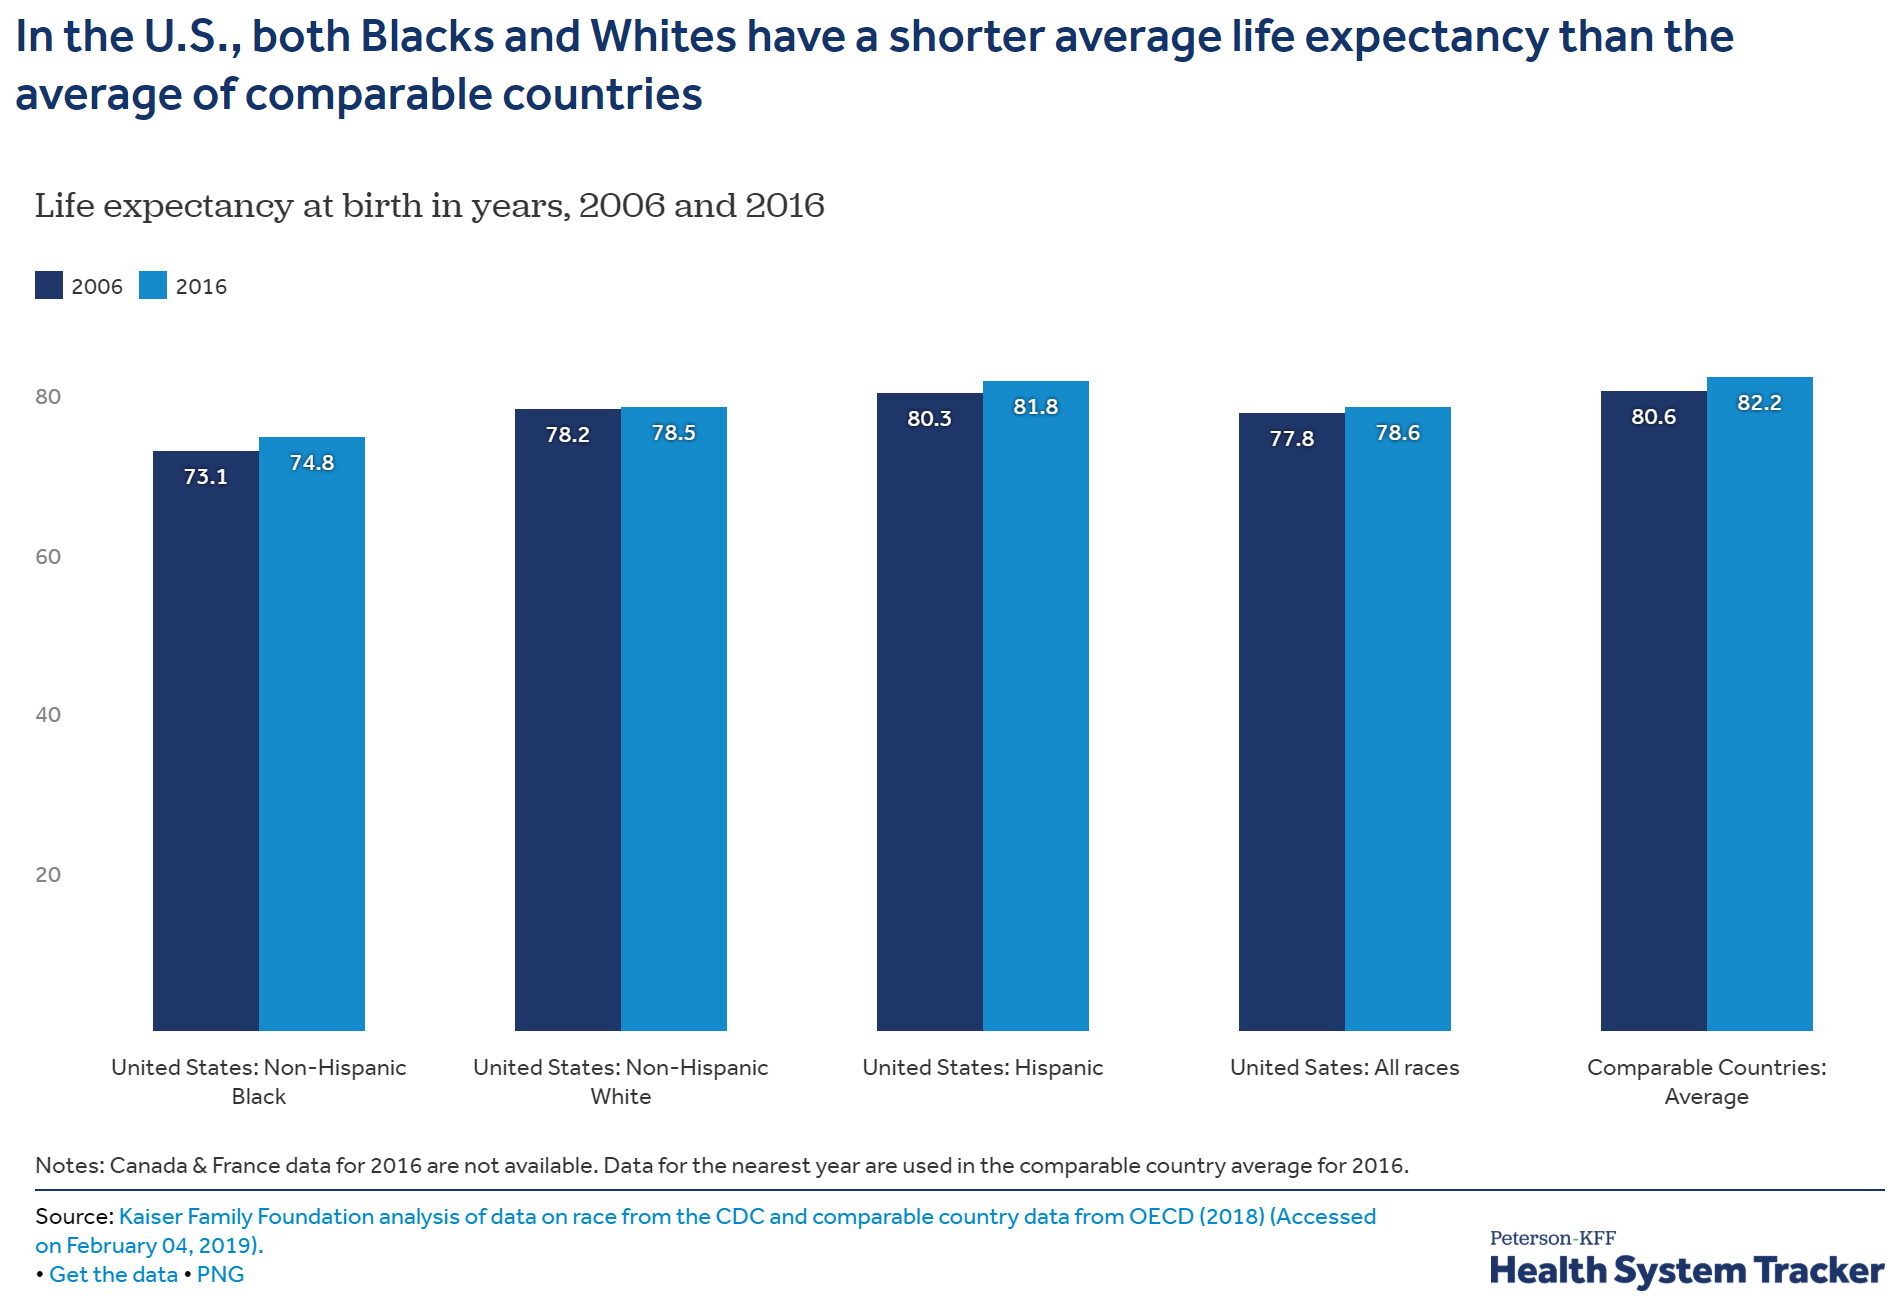 In the U.S., both Blacks and Whites have a shorter average life expectancy than the
average of comparable countries
Life expectancy at birth in years, 2006 and 2016
2006 2016
80
60
40
20
73.1 74.8
78.2 78.5
80.3 81.8
77.8 78.6
80.6 82.2
United States: Non-Hispanic
Black
United States: Non-Hispanic
White
United States: Hispanic
United Sates: All races
Comparable Countries:
Average
Notes: Canada & France data for 2016 are not available. Data for the nearest year are used in the comparable country average for 2016.
Source: Kaiser Family Foundation analysis of data on race from the CDC and comparable country data from OECD (2018) (Accessed
on February 04, 2019).
• Get the data • PNG
Peterson-KFF
Health System Tracker